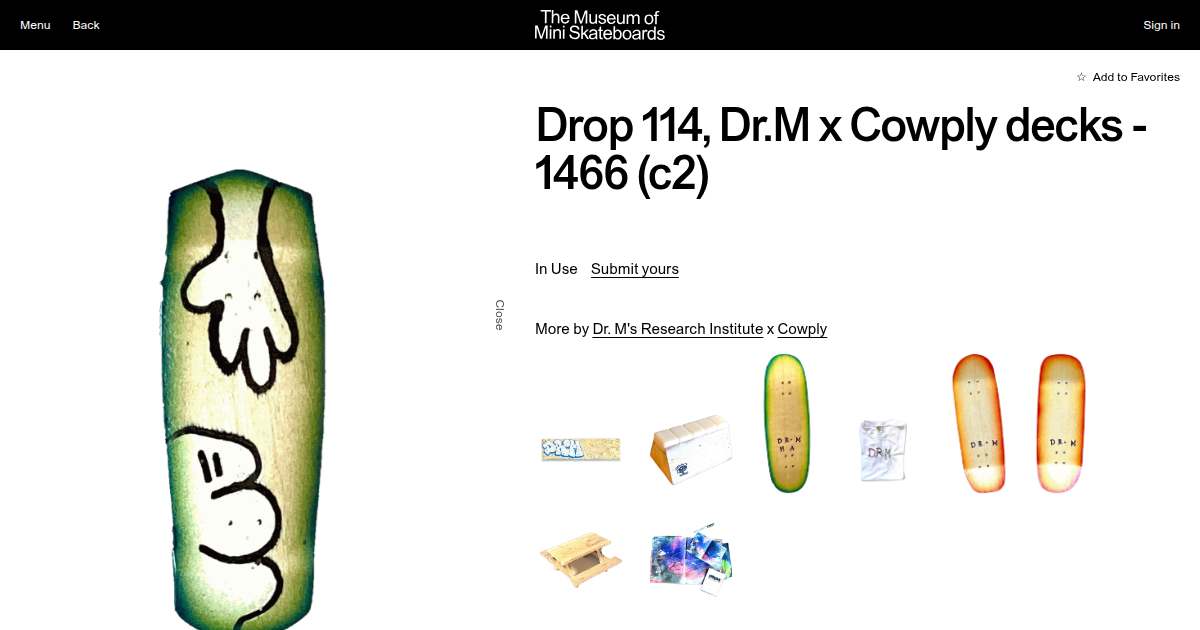 Menu
Back
The Museum of
Mini Skateboards
Sign in
☆ Add to Favorites
Drop 114, Dr.M x Cowply decks -
1466 (c2)
In Use
Submit yours
Close
More by Dr. M's Research Institute x Cowply
DR.M
DR.M
DR.M